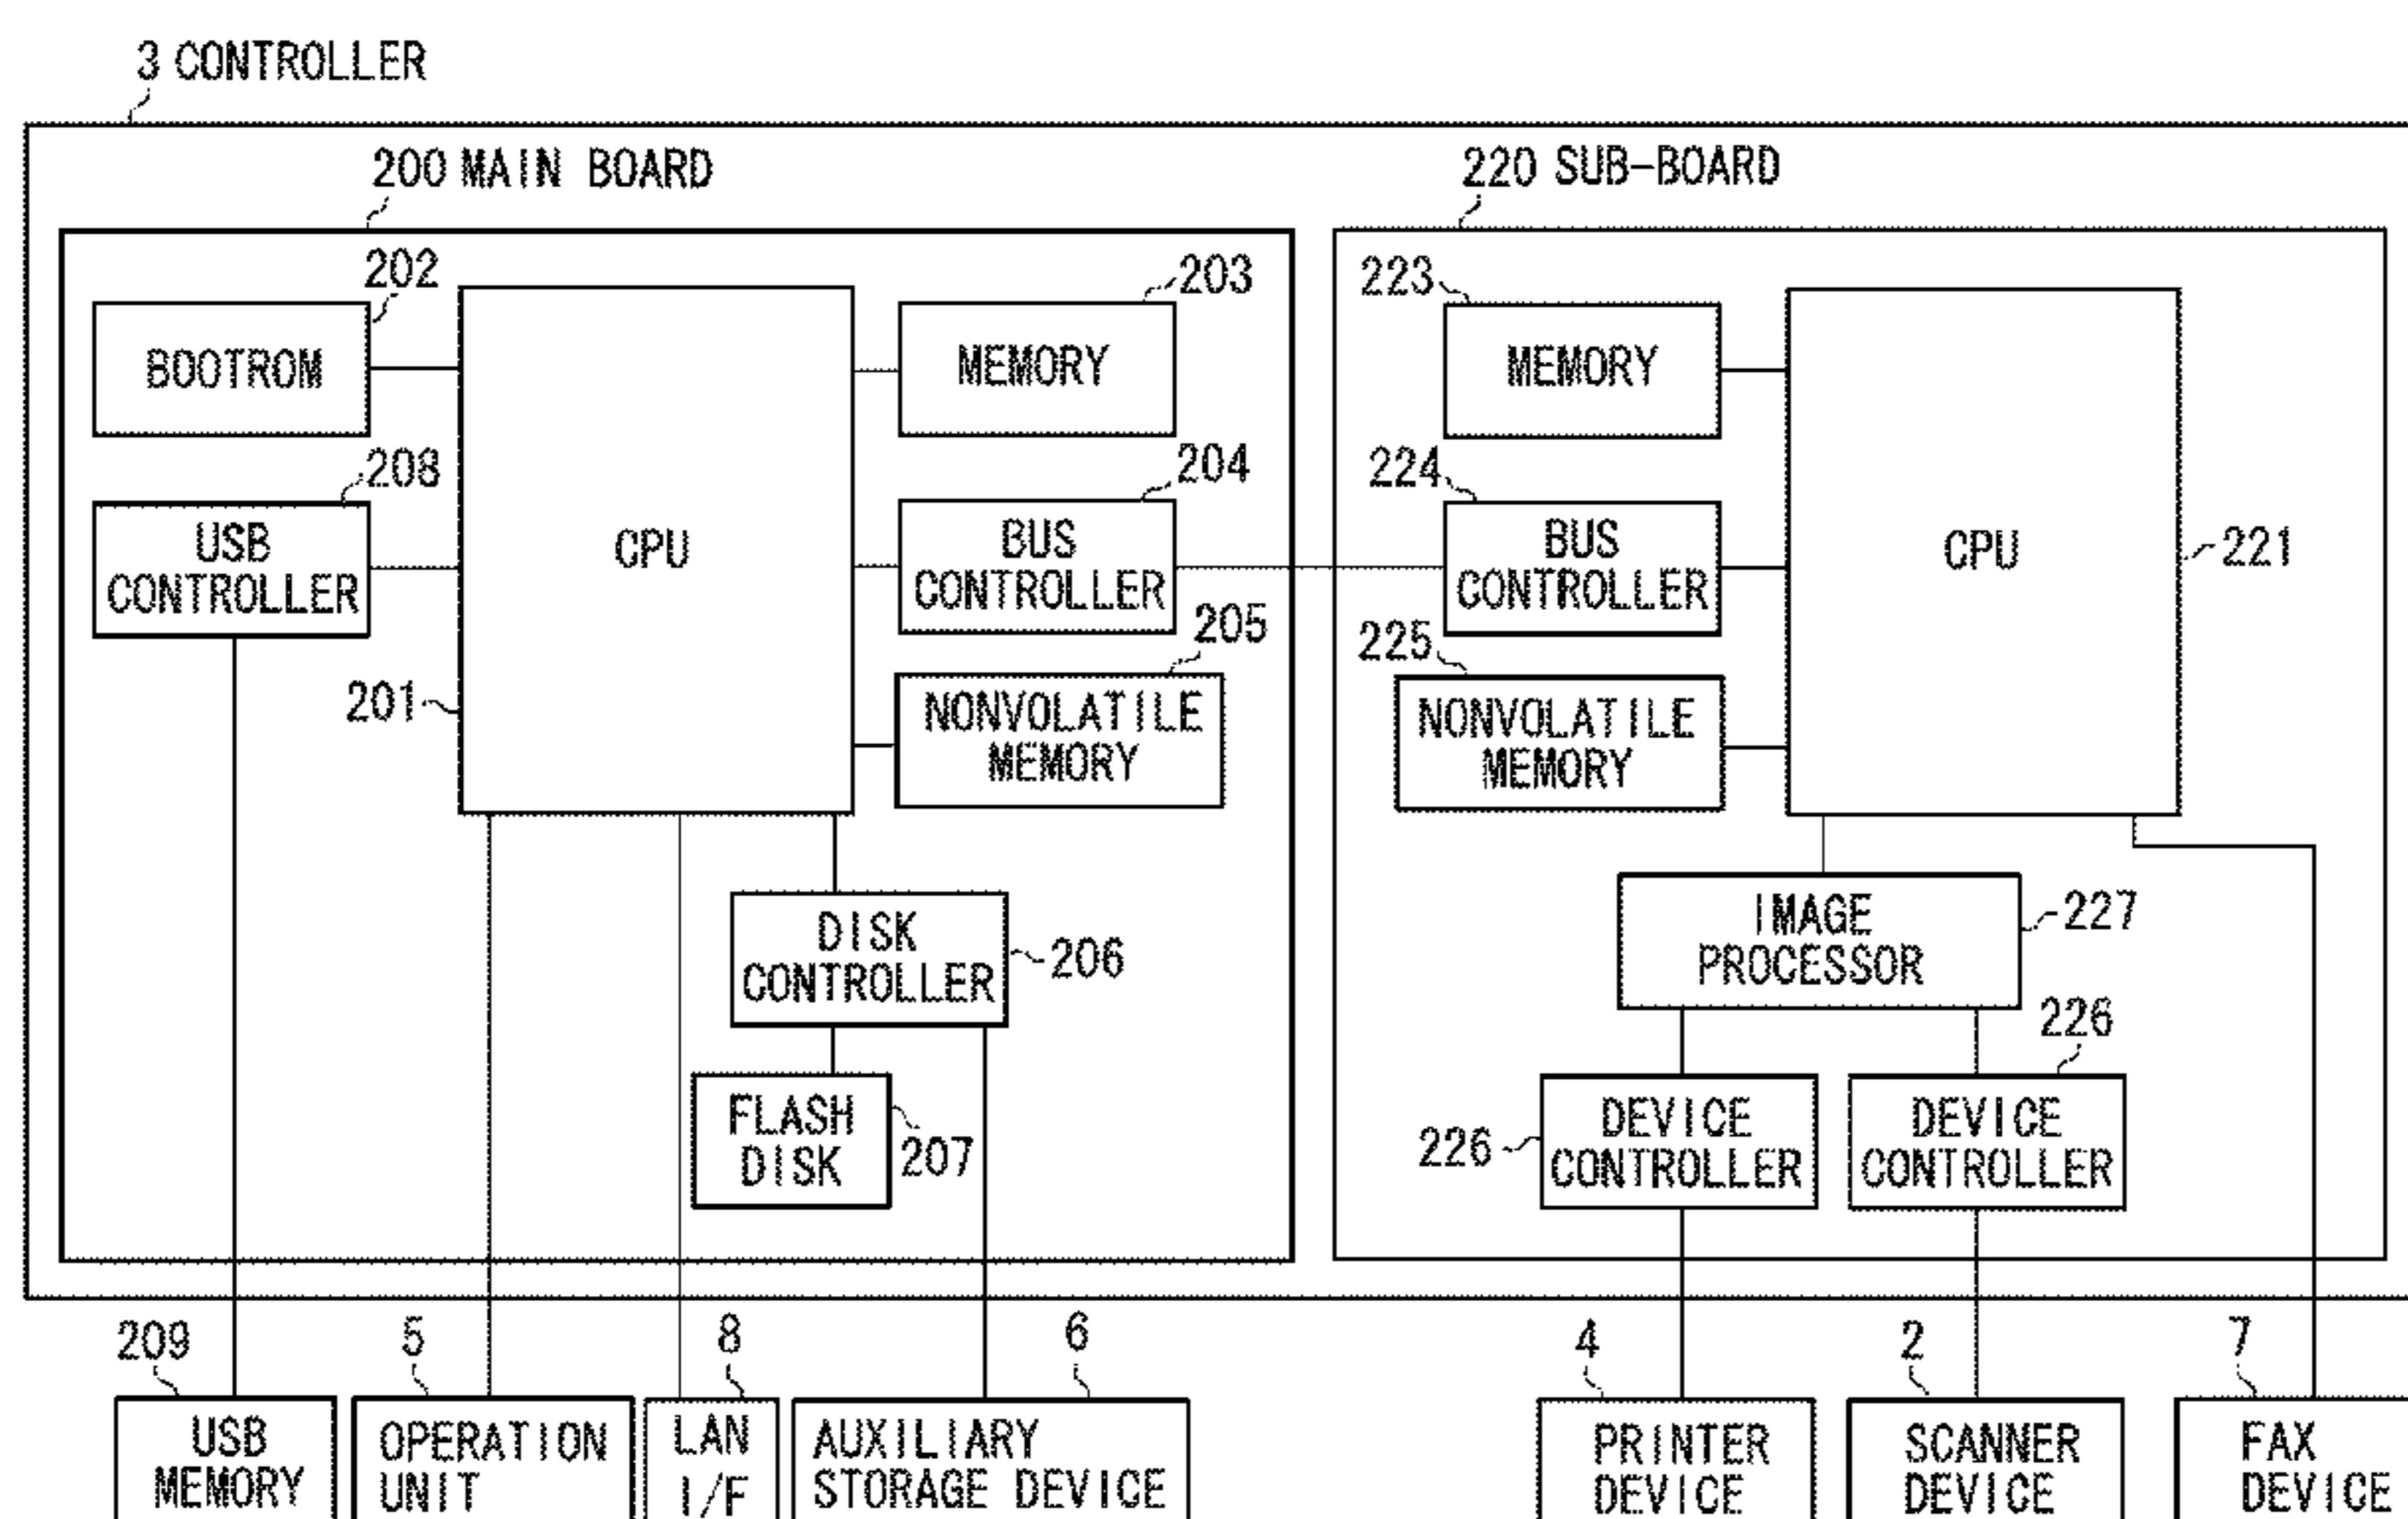 3 CONTROLLER
200 MAIN BOARD
220 SUB-BOARD
202
203
223
BOOTROM
MEMORY
MEMORY
208
204
224
USB
CONTROLLER
CPU
BUS
CONTROLLER
BUS
CONTROLLER
CPU
221
205
225
201
NONVOLATILE
MEMORY
NONVOLATILE
MEMORY
DISK
CONTROLLER
206
IMAGE
PROCESSOR
227
226
FLASH
DISK
207
226
DEVICE
CONTROLLER
DEVICE
CONTROLLER
209
5
8
6
4
2
7
USB
MEMORY
OPERATION
UNIT
LAN
I/F
AUXILIARY
STORAGE DEVICE
PRINTER
DEVICE
SCANNER
DEVICE
FAX
DEVICE